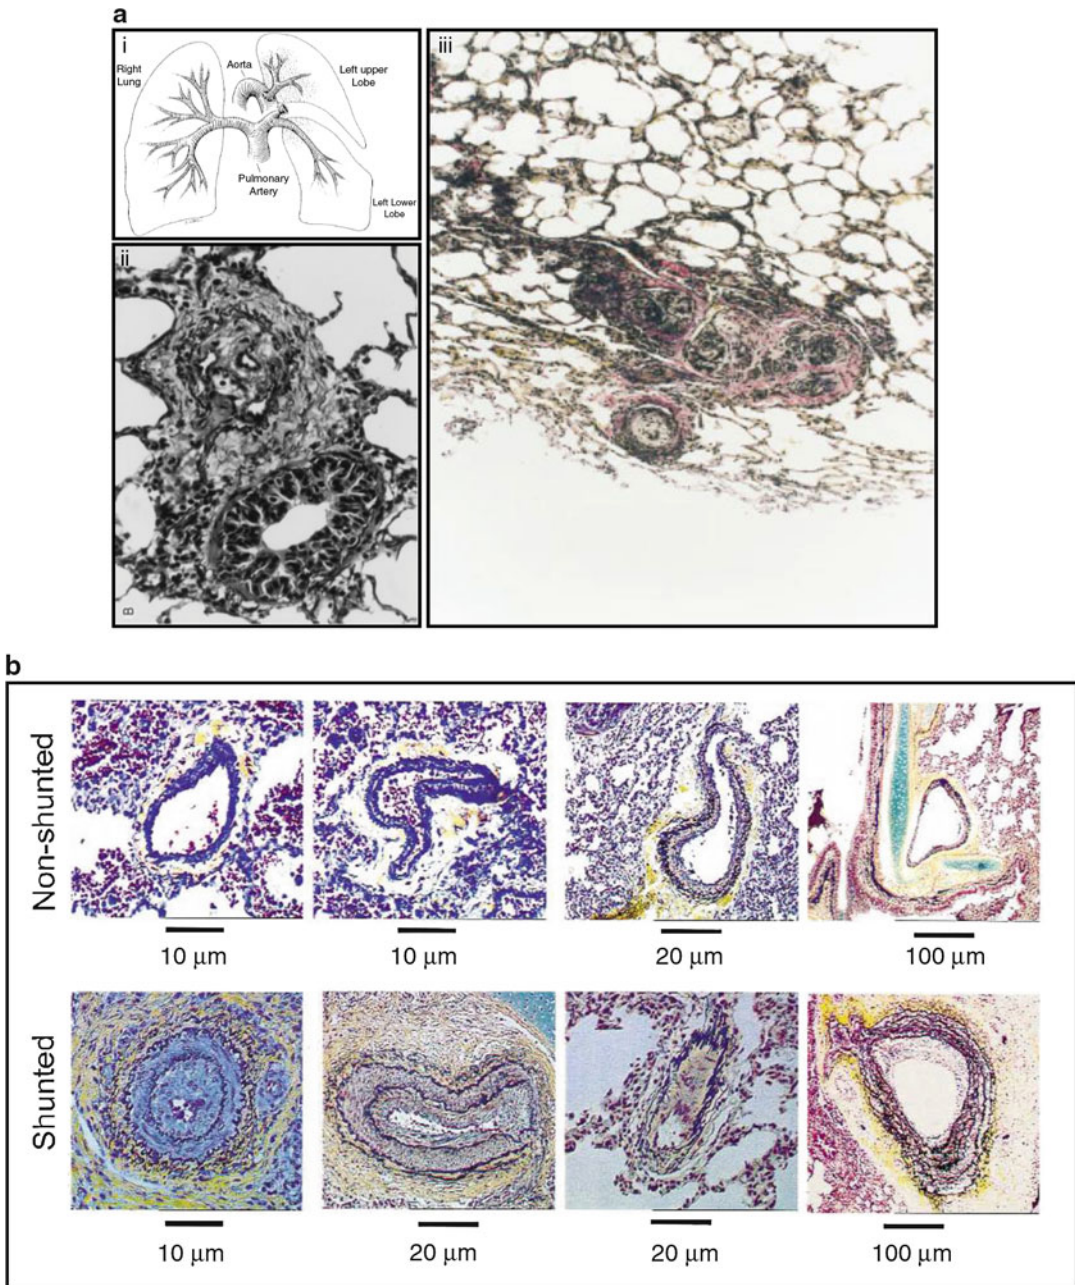 a
i
Right
Lung
Aorta
Left upper
Lobe
Pulmonary
Artery
Left Lower
Lobe
ii
B
iii
b
Non-shunted
10 µm
10 µm
20 µm
100 µm
Shunted
10 µm
20 µm
20 µm
100 µm